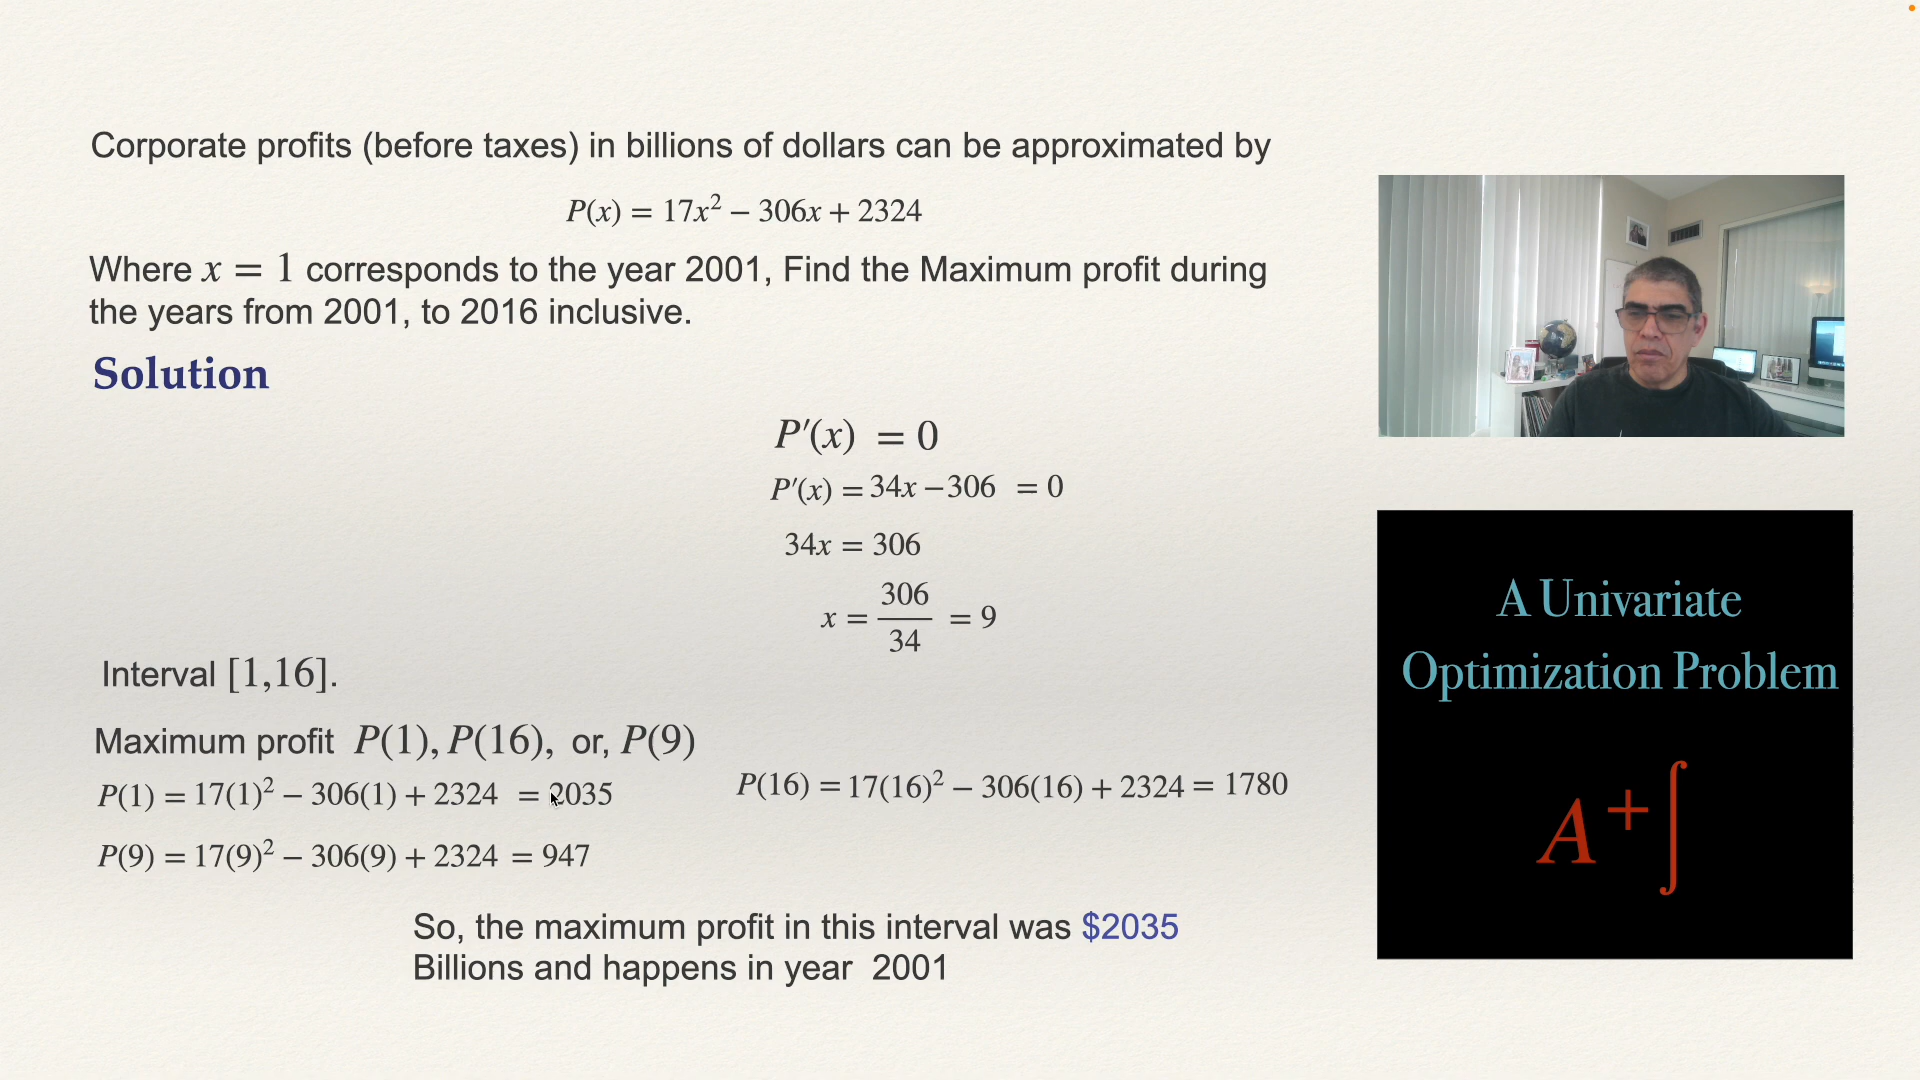 Corporate profits (before taxes) in billions of dollars can be approximated by
P(x) = 17x² − 306x + 2324
Where x = 1 corresponds to the year 2001, Find the Maximum profit during
the years from 2001, to 2016 inclusive.
Solution
P′(x) = 0
P′(x) = 34x − 306 = 0
34x = 306
x = 306/34 = 9
Interval [1,16].
Maximum profit P(1), P(16), or, P(9)
P(1) = 17(1)² − 306(1) + 2324 = 2035
P(16) = 17(16)² − 306(16) + 2324 = 1780
P(9) = 17(9)² − 306(9) + 2324 = 947
So, the maximum profit in this interval was $2035
Billions and happens in year 2001
A Univariate
Optimization Problem
A⁺∫